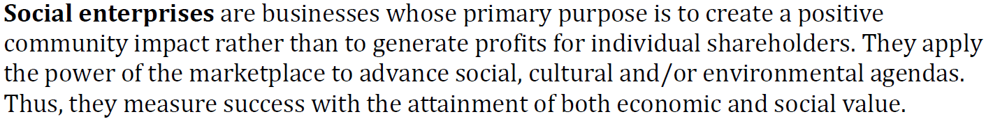 Social enterprises are businesses whose primary purpose is to create a positive
community impact rather than to generate profits for individual shareholders. They apply
the power of the marketplace to advance social, cultural and/or environmental agendas.
Thus, they measure success with the attainment of both economic and social value.